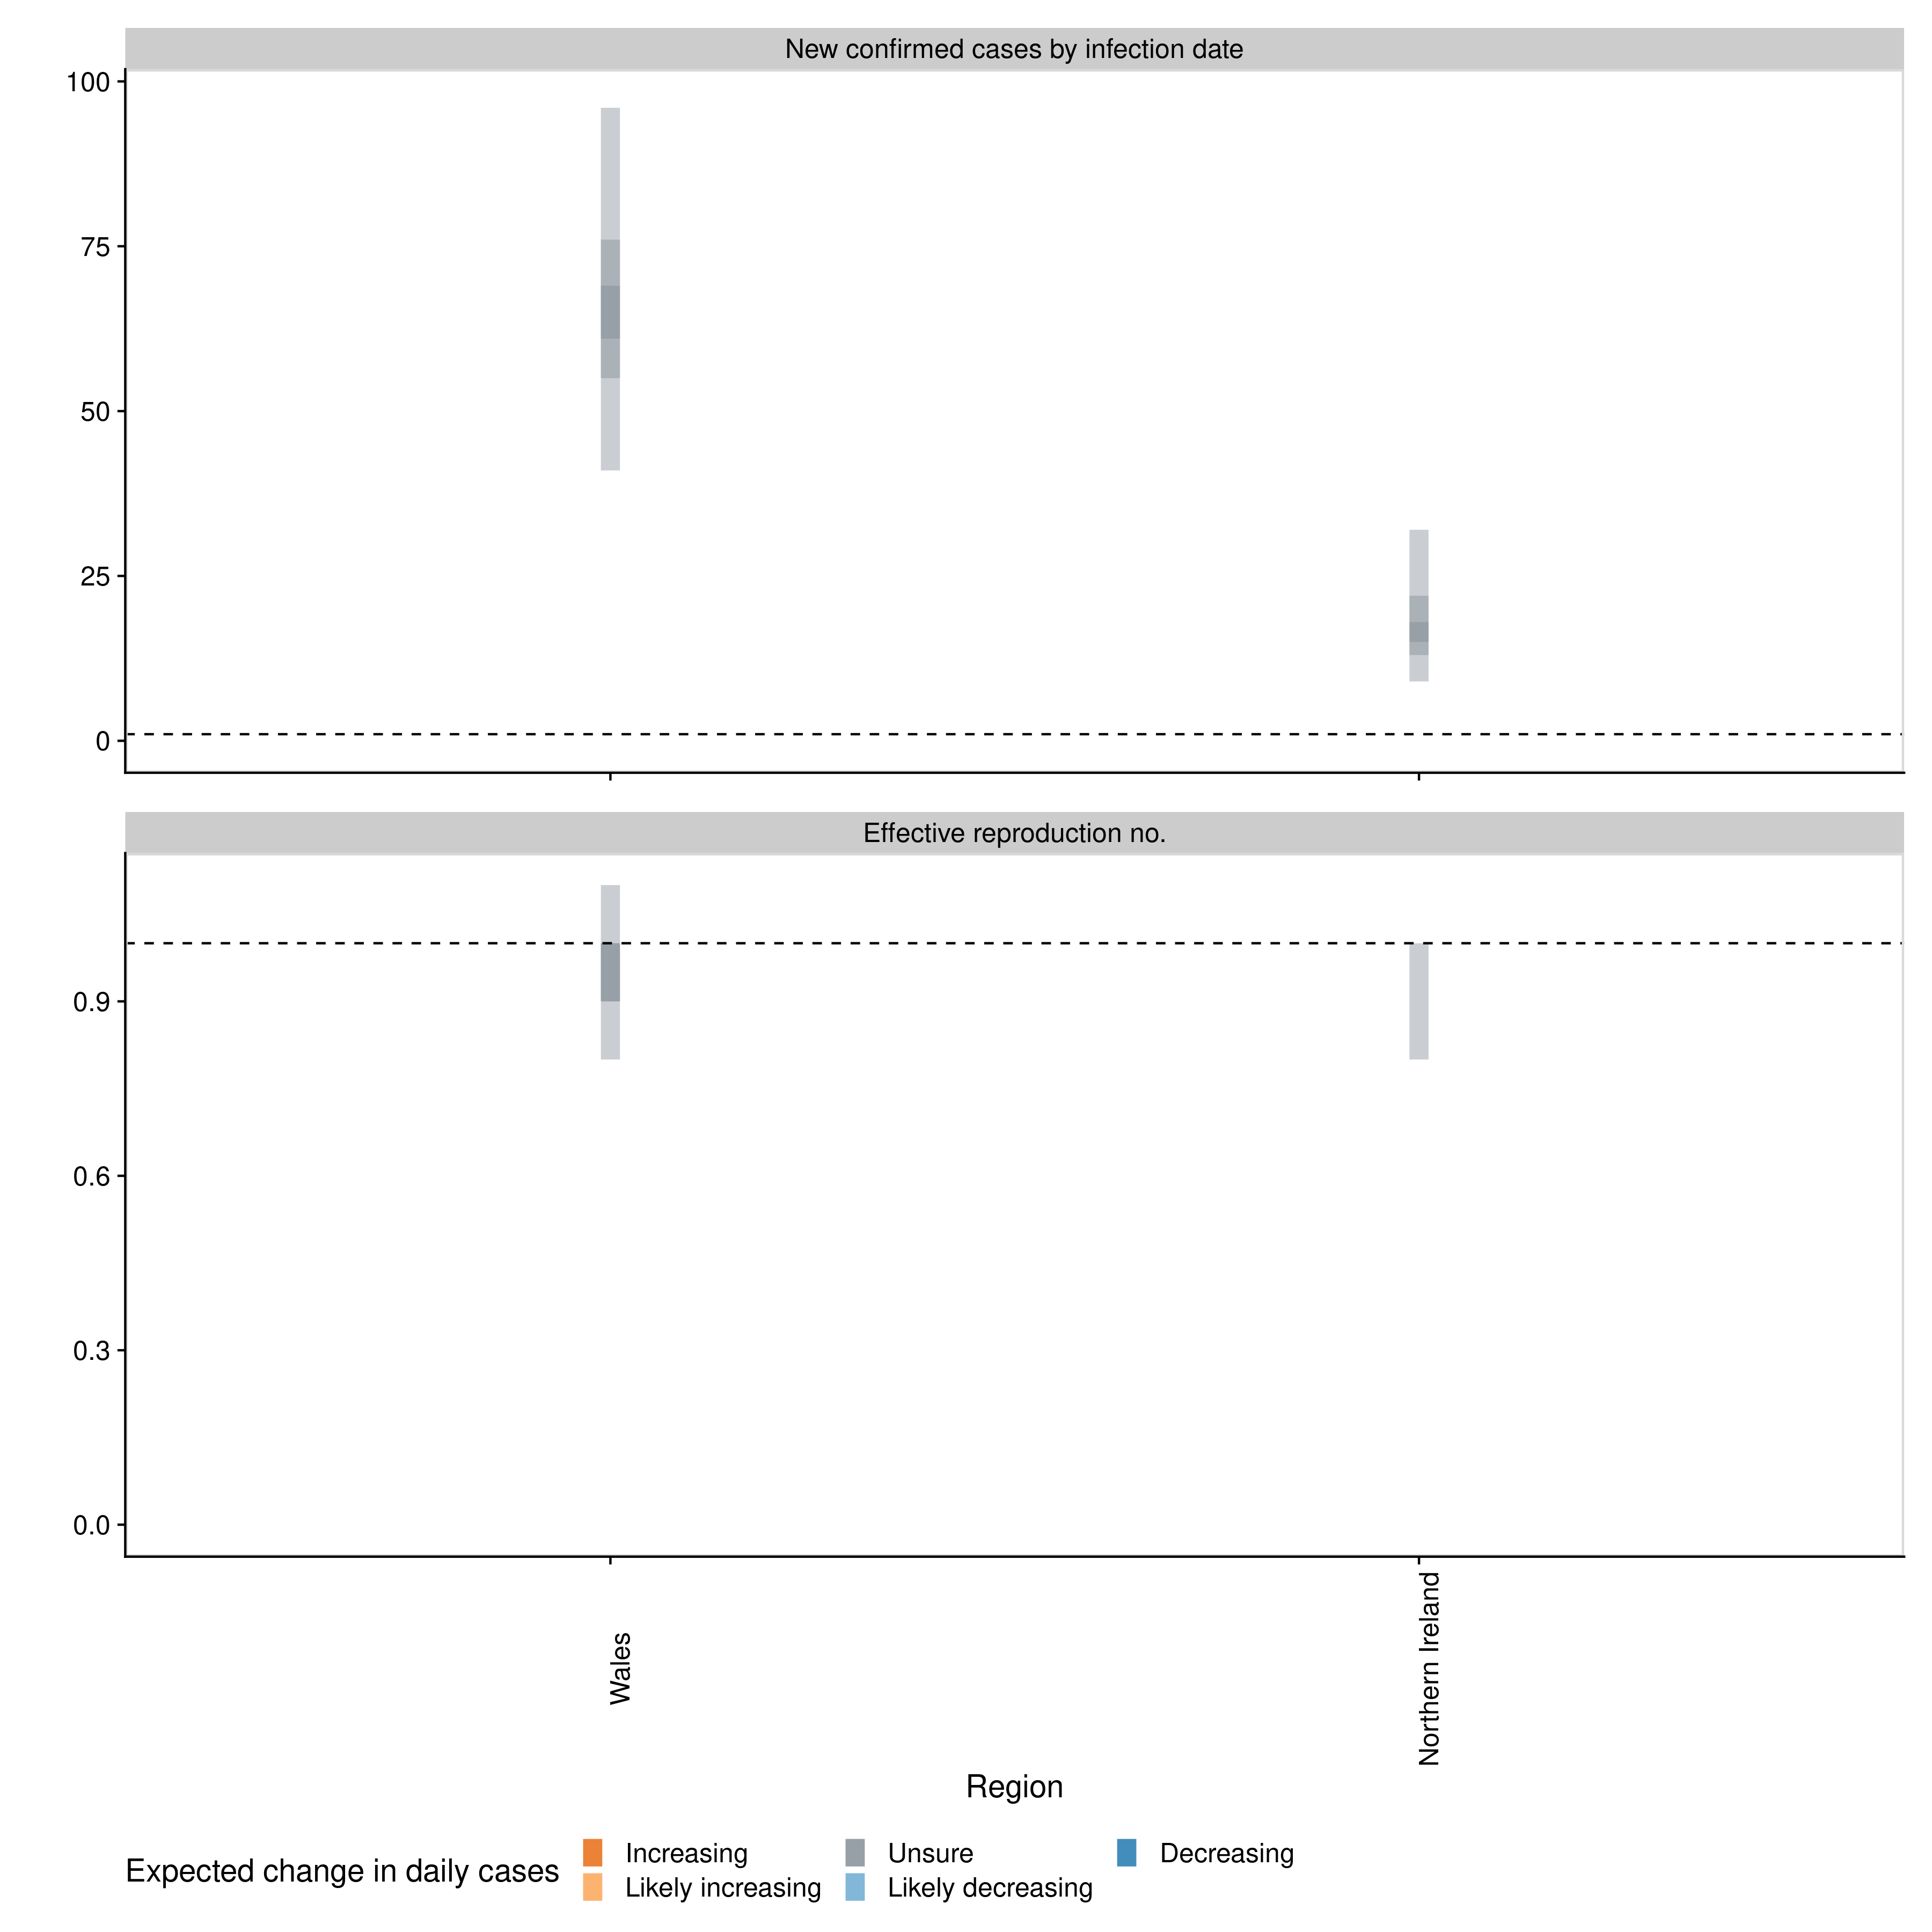 New confirmed cases by infection date
100
75
50
25
0
Effective reproduction no.
0.9
0.6
0.3
0.0
Wales
Northern Ireland
Region
Expected change in daily cases
Increasing
Unsure
Decreasing
Likely increasing
Likely decreasing